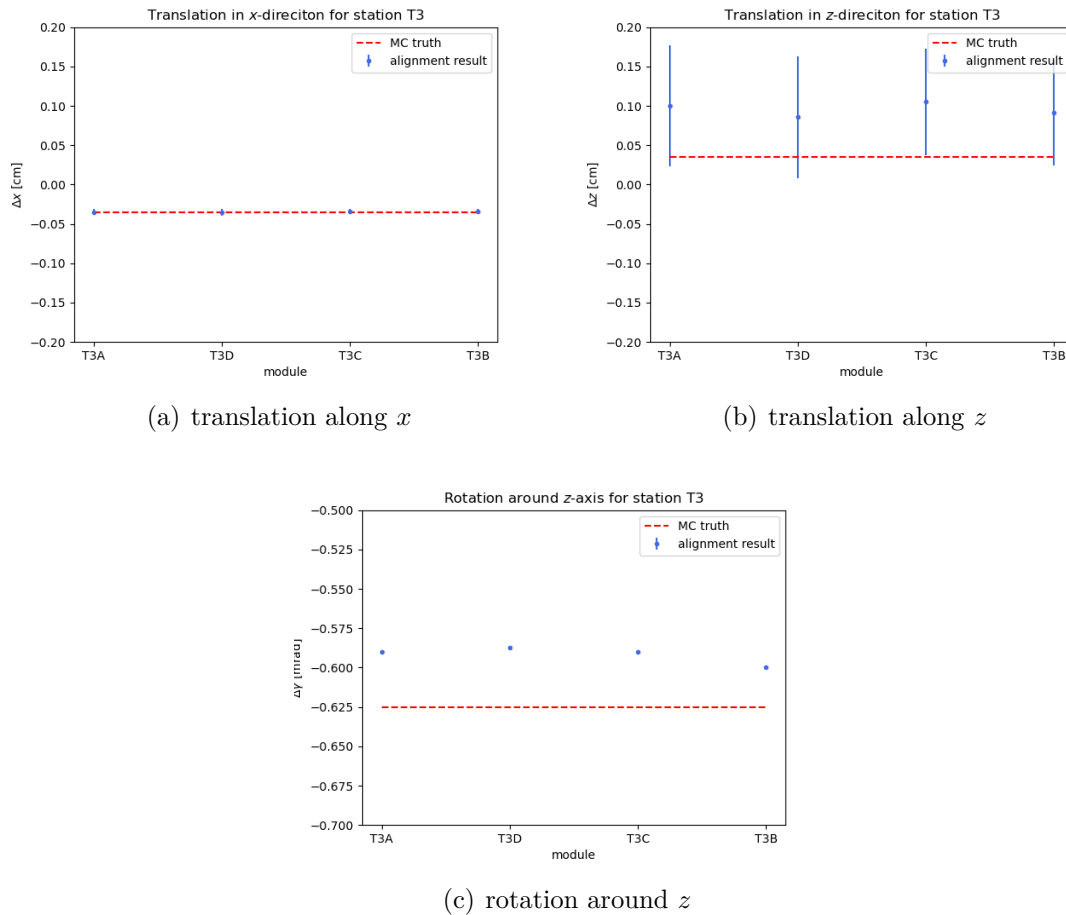 Translation in x-direciton for station T3
MC truth
alignment result
0.20
0.15
0.10
0.05
0.00
−0.05
−0.10
−0.15
−0.20
Δx [cm]
T3A T3D T3C T3B
module
(a) translation along x
Translation in z-direciton for station T3
MC truth
alignment result
0.20
0.15
0.10
0.05
0.00
−0.05
−0.10
−0.15
−0.20
Δz [cm]
T3A T3D T3C T3B
module
(b) translation along z
Rotation around z-axis for station T3
MC truth
alignment result
−0.500
−0.525
−0.550
−0.575
−0.600
−0.625
−0.650
−0.675
−0.700
Δγ [mrad]
T3A T3D T3C T3B
module
(c) rotation around z